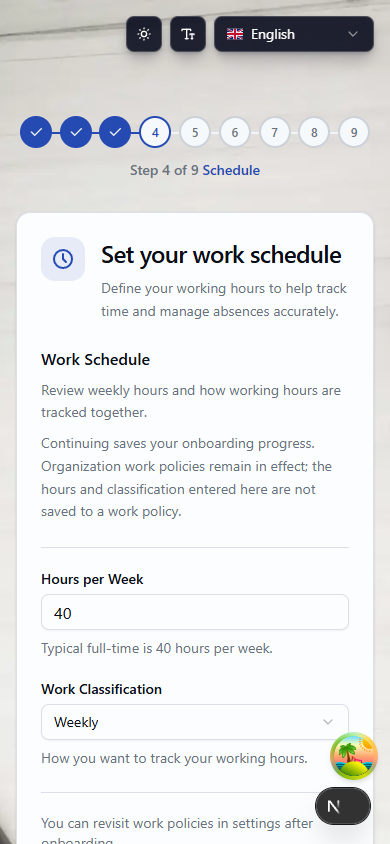 English
4
5
6
7
8
9
Step 4 of 9 Schedule
Set your work schedule
Define your working hours to help track
time and manage absences accurately.
Work Schedule
Review weekly hours and how working hours are
tracked together.
Continuing saves your onboarding progress.
Organization work policies remain in effect; the
hours and classification entered here are not
saved to a work policy.
Hours per Week
40
Typical full-time is 40 hours per week.
Work Classification
Weekly
How you want to track your working hours.
N
You can revisit work policies in settings after
onboarding.